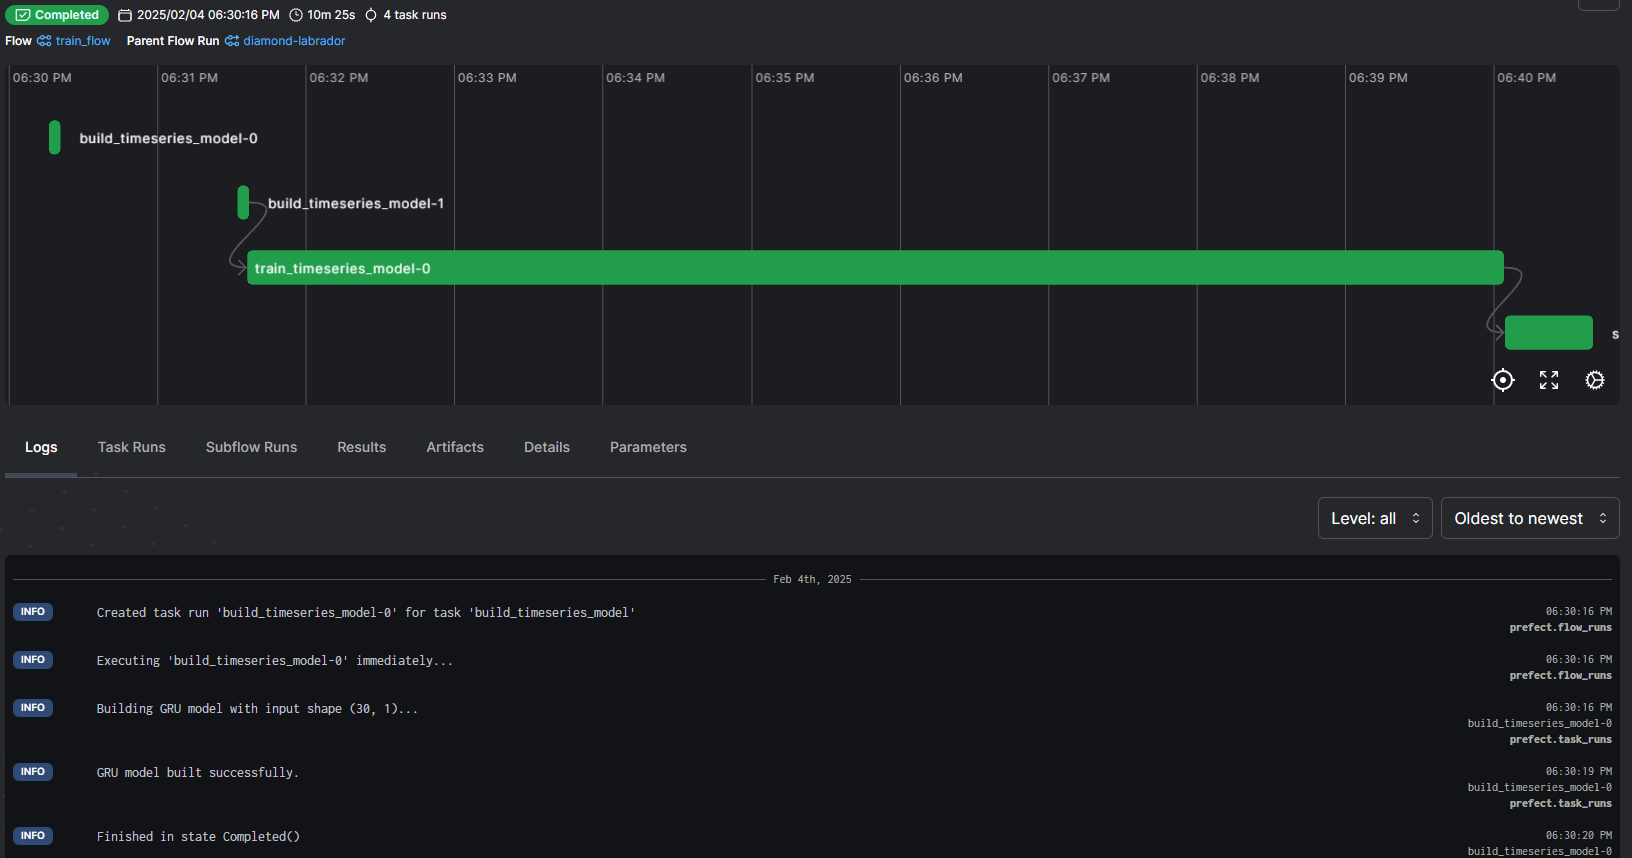 Completed 2025/02/04 06:30:16 PM 10m 25s 4 task runs
Flow train_flow Parent Flow Run diamond-labrador
06:30 PM 06:31 PM 06:32 PM 06:33 PM 06:34 PM 06:35 PM 06:36 PM 06:37 PM 06:38 PM 06:39 PM 06:40 PM
build_timeseries_model-0
build_timeseries_model-1
train_timeseries_model-0
s
Logs Task Runs Subflow Runs Results Artifacts Details Parameters
Level: all Oldest to newest
Feb 4th, 2025
INFO Created task run 'build_timeseries_model-0' for task 'build_timeseries_model' 06:30:16 PM
prefect.flow_runs
INFO Executing 'build_timeseries_model-0' immediately... 06:30:16 PM
prefect.flow_runs
INFO Building GRU model with input shape (30, 1)... 06:30:16 PM
build_timeseries_model-0
prefect.task_runs
INFO GRU model built successfully. 06:30:19 PM
build_timeseries_model-0
prefect.task_runs
INFO Finished in state Completed() 06:30:20 PM
build_timeseries_model-0